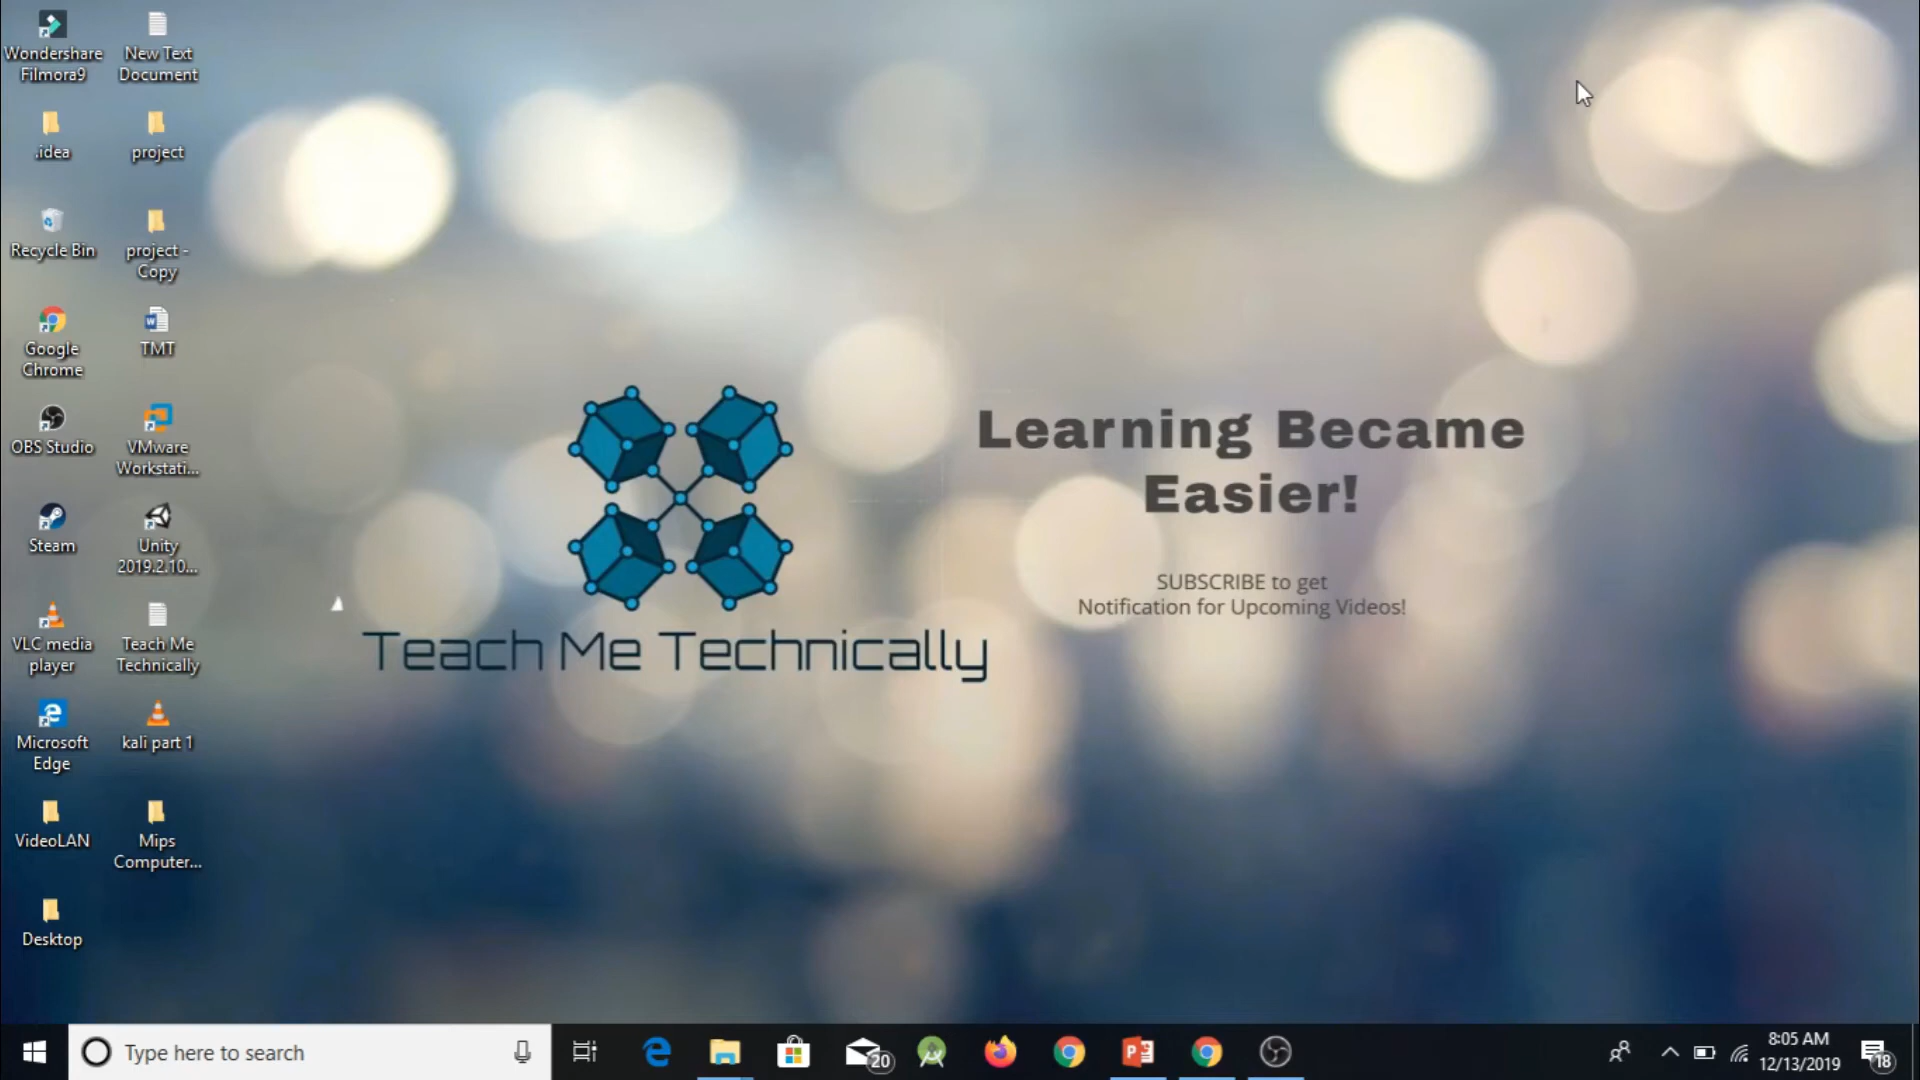 Wondershare
Filmora9
New Text
Document
.idea
project
Recycle Bin
project -
Copy
Google
Chrome
TMT
OBS Studio
VMware
Workstati...
Steam
Unity
2019.2.10...
VLC media
player
Teach Me
Technically
Microsoft
Edge
kali part 1
VideoLAN
Mips
Computer...
Desktop
Teach Me Technically
Learning Became
Easier!
SUBSCRIBE to get
Notification for Upcoming Videos!
Type here to search
20
8:05 AM
12/13/2019
18